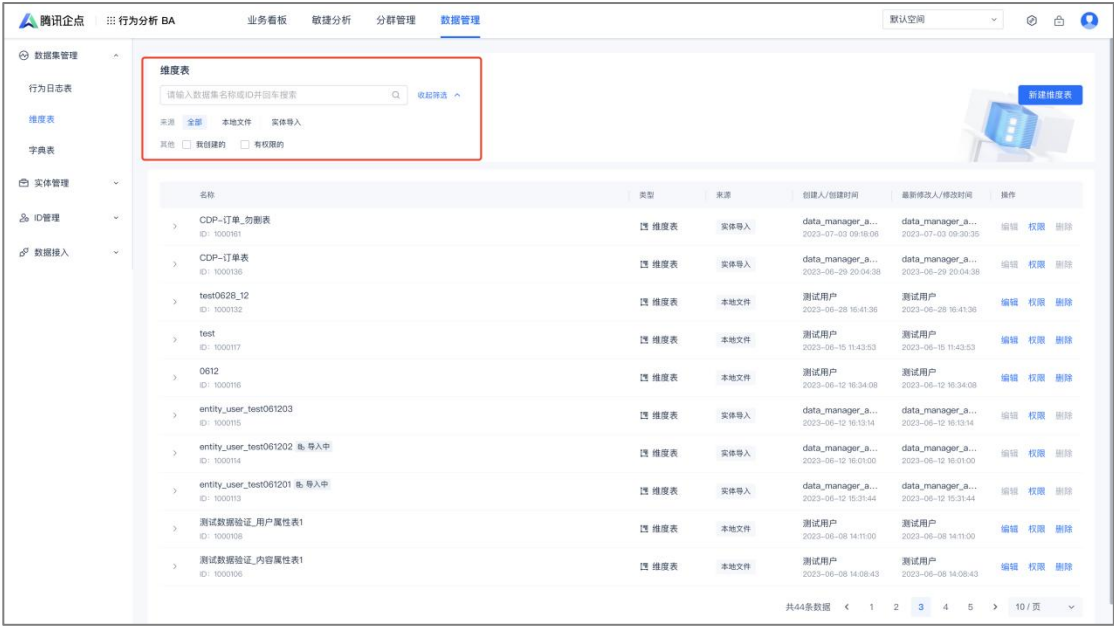 腾讯企点 行为分析 BA 业务看板 敏捷分析 分群管理 数据管理 默认空间
数据集管理
行为日志表
维度表
字典表
实体管理
ID管理
数据接入
维度表
请输入数据集名称或ID并回车搜索 收起筛选
来源 全部 本地文件 实体导入
其他 我创建的 有权限的
新建维度表
名称 类型 来源 创建人/创建时间 最新修改人/修改时间 操作
CDP-订单_勿删表 维度表 实体导入 data_manager_a... data_manager_a... 编辑 权限 删除
ID: 1000161 2023-07-03 09:18:06 2023-07-03 09:30:35
CDP-订单表 维度表 实体导入 data_manager_a... data_manager_a... 编辑 权限 删除
ID: 1000136 2023-06-29 20:04:38 2023-06-29 20:04:38
test0628_12 维度表 本地文件 测试用户 测试用户 编辑 权限 删除
ID: 1000132 2023-06-28 16:41:36 2023-06-28 16:41:36
test 维度表 本地文件 测试用户 测试用户 编辑 权限 删除
ID: 1000117 2023-06-15 11:43:53 2023-06-15 11:43:53
0612 维度表 本地文件 测试用户 测试用户 编辑 权限 删除
ID: 1000116 2023-06-12 16:34:08 2023-06-12 16:34:08
entity_user_test061203 维度表 实体导入 data_manager_a... data_manager_a... 编辑 权限 删除
ID: 1000115 2023-06-12 16:13:14 2023-06-12 16:13:14
entity_user_test061202 导入中 维度表 实体导入 data_manager_a... data_manager_a... 编辑 权限 删除
ID: 1000114 2023-06-12 16:01:00 2023-06-12 16:01:00
entity_user_test061201 导入中 维度表 实体导入 data_manager_a... data_manager_a... 编辑 权限 删除
ID: 1000113 2023-06-12 15:31:44 2023-06-12 15:31:44
测试数据验证_用户属性表1 维度表 本地文件 测试用户 测试用户 编辑 权限 删除
ID: 1000108 2023-06-08 14:11:00 2023-06-08 14:11:00
测试数据验证_内容属性表1 维度表 本地文件 测试用户 测试用户 编辑 权限 删除
ID: 1000106 2023-06-08 14:08:43 2023-06-08 14:08:43
共44条数据 1 2 3 4 5 10 / 页